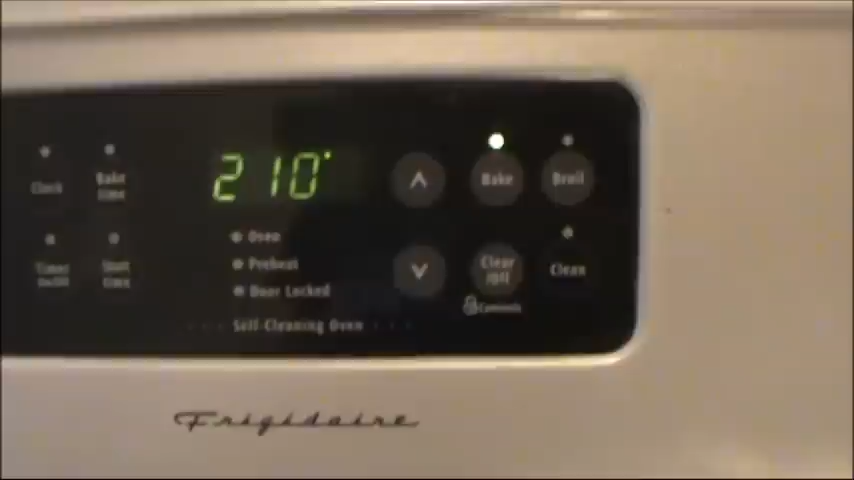 210°
Clock
Bake
time
Timer
on/off
Start
time
Oven
Preheat
Door Locked
Self-Cleaning Oven
Bake
Broil
Clear
/off
Controls
Clean
Frigidaire